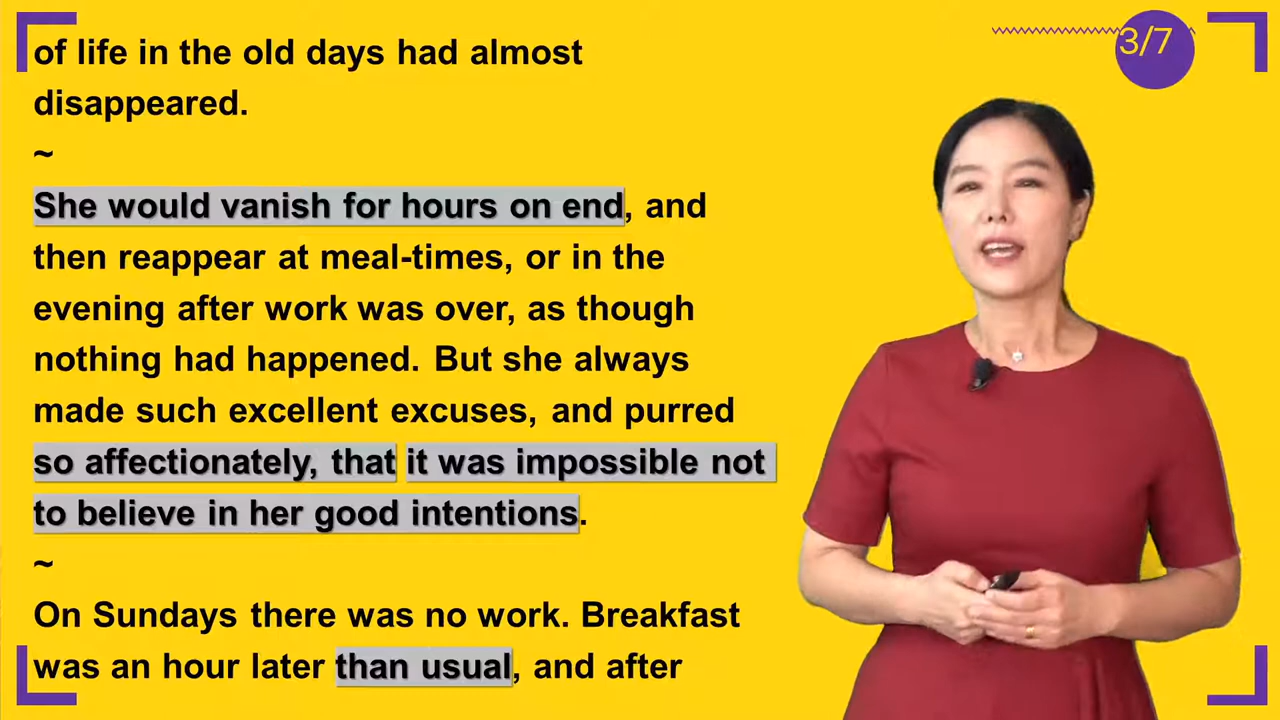 of life in the old days had almost
disappeared.
~
She would vanish for hours on end, and
then reappear at meal-times, or in the
evening after work was over, as though
nothing had happened. But she always
made such excellent excuses, and purred
so affectionately, that it was impossible not
to believe in her good intentions.
~
On Sundays there was no work. Breakfast
was an hour later than usual, and after
3/7